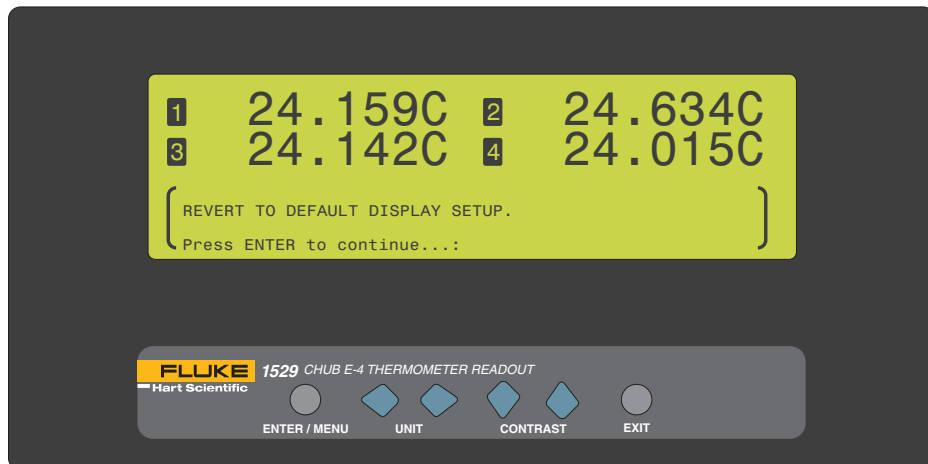 1 24.159C 2 24.634C
3 24.142C 4 24.015C
REVERT TO DEFAULT DISPLAY SETUP.
Press ENTER to continue...:
FLUKE 1529 CHUB E-4 THERMOMETER READOUT
Hart Scientific
ENTER / MENU UNIT CONTRAST EXIT